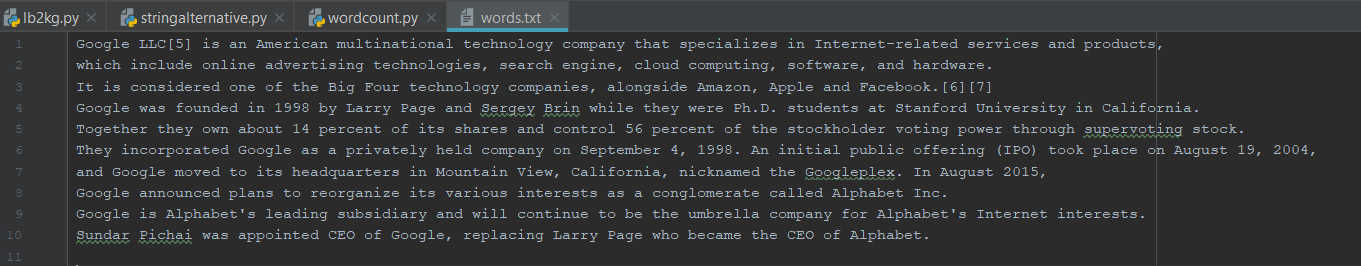 lb2kg.py stringalternative.py wordcount.py words.txt
1 Google LLC[5] is an American multinational technology company that specializes in Internet-related services and products,
2 which include online advertising technologies, search engine, cloud computing, software, and hardware.
3 It is considered one of the Big Four technology companies, alongside Amazon, Apple and Facebook.[6][7]
4 Google was founded in 1998 by Larry Page and Sergey Brin while they were Ph.D. students at Stanford University in California.
5 Together they own about 14 percent of its shares and control 56 percent of the stockholder voting power through supervoting stock.
6 They incorporated Google as a privately held company on September 4, 1998. An initial public offering (IPO) took place on August 19, 2004,
7 and Google moved to its headquarters in Mountain View, California, nicknamed the Googleplex. In August 2015,
8 Google announced plans to reorganize its various interests as a conglomerate called Alphabet Inc.
9 Google is Alphabet's leading subsidiary and will continue to be the umbrella company for Alphabet's Internet interests.
10 Sundar Pichai was appointed CEO of Google, replacing Larry Page who became the CEO of Alphabet.
11